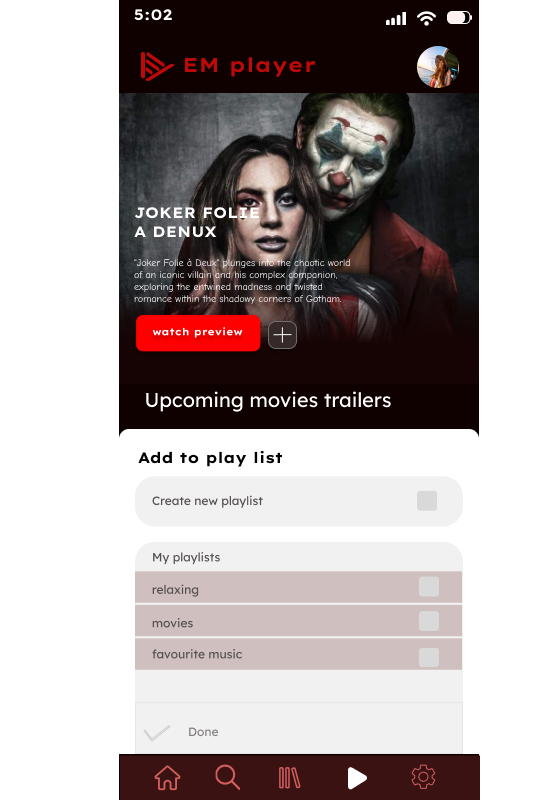 5:02
EM player
JOKER FOLIE
A DENUX
"Joker Folie à Deux" plunges into the chaotic world
of an iconic villain and his complex companion,
exploring the entwined madness and twisted
romance within the shadowy corners of Gotham.
watch preview
Upcoming movies trailers
Add to play list
Create new playlist
My playlists
relaxing
movies
favourite music
Done